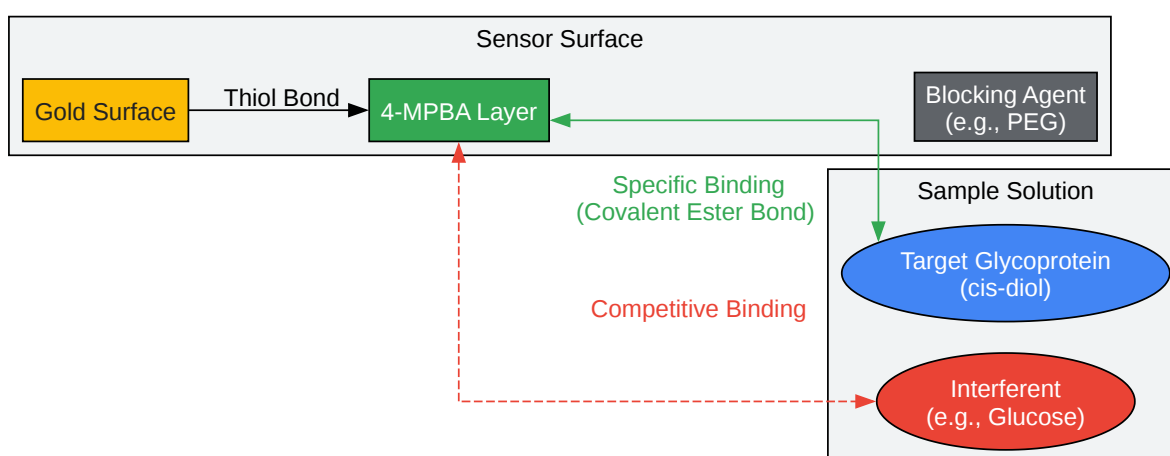 Sensor Surface
Gold Surface
Thiol Bond
4-MPBA Layer
Blocking Agent
(e.g., PEG)
Specific Binding
(Covalent Ester Bond)
Sample Solution
Target Glycoprotein
(cis-diol)
Competitive Binding
Interferent
(e.g., Glucose)